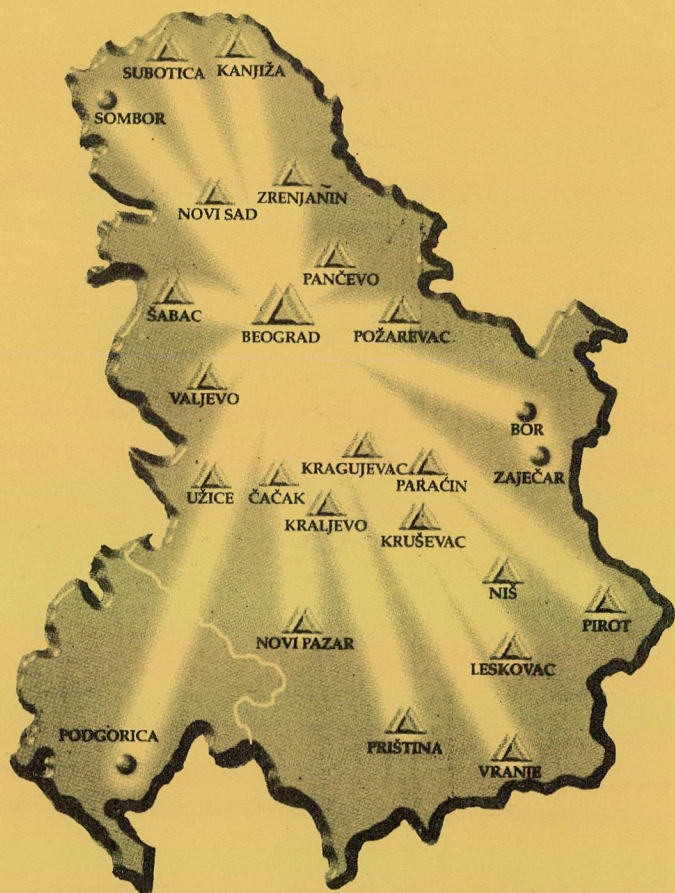 SUBOTICA
KANJIŽA
SOMBOR
ZRENJANIN
NOVI SAD
PANČEVO
ŠABAC
BEOGRAD
POŽAREVAC
VALJEVO
BOR
KRAGUJEVAC
ZAJEČAR
PARAĆIN
UŽICE
ČAČAK
KRALJEVO
KRUŠEVAC
NIŠ
PIROT
NOVI PAZAR
LESKOVAC
PODGORICA
PRIŠTINA
VRANJE